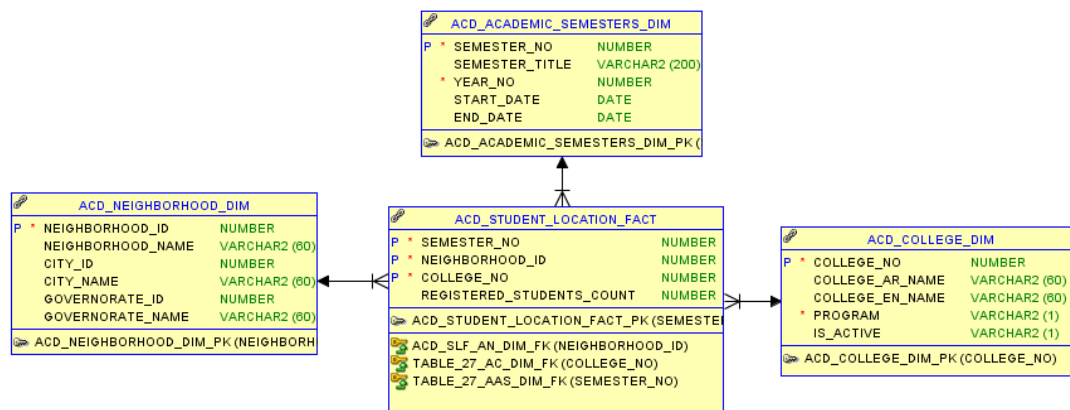 ACD_ACADEMIC_SEMESTERS_DIM
P * SEMESTER_NO NUMBER
SEMESTER_TITLE VARCHAR2 (200)
* YEAR_NO NUMBER
START_DATE DATE
END_DATE DATE
ACD_ACADEMIC_SEMESTERS_DIM_PK (
ACD_NEIGHBORHOOD_DIM
P * NEIGHBORHOOD_ID NUMBER
NEIGHBORHOOD_NAME VARCHAR2 (60)
CITY_ID NUMBER
CITY_NAME VARCHAR2 (60)
GOVERNORATE_ID NUMBER
GOVERNORATE_NAME VARCHAR2 (60)
ACD_NEIGHBORHOOD_DIM_PK (NEIGHBORH
ACD_STUDENT_LOCATION_FACT
P * SEMESTER_NO NUMBER
P * NEIGHBORHOOD_ID NUMBER
P * COLLEGE_NO NUMBER
REGISTERED_STUDENTS_COUNT NUMBER
ACD_STUDENT_LOCATION_FACT_PK (SEMESTER
ACD_SLF_AN_DIM_FK (NEIGHBORHOOD_ID)
TABLE_27_AC_DIM_FK (COLLEGE_NO)
TABLE_27_AAS_DIM_FK (SEMESTER_NO)
ACD_COLLEGE_DIM
P * COLLEGE_NO NUMBER
COLLEGE_AR_NAME VARCHAR2 (60)
COLLEGE_EN_NAME VARCHAR2 (60)
* PROGRAM VARCHAR2 (1)
IS_ACTIVE VARCHAR2 (1)
ACD_COLLEGE_DIM_PK (COLLEGE_NO)